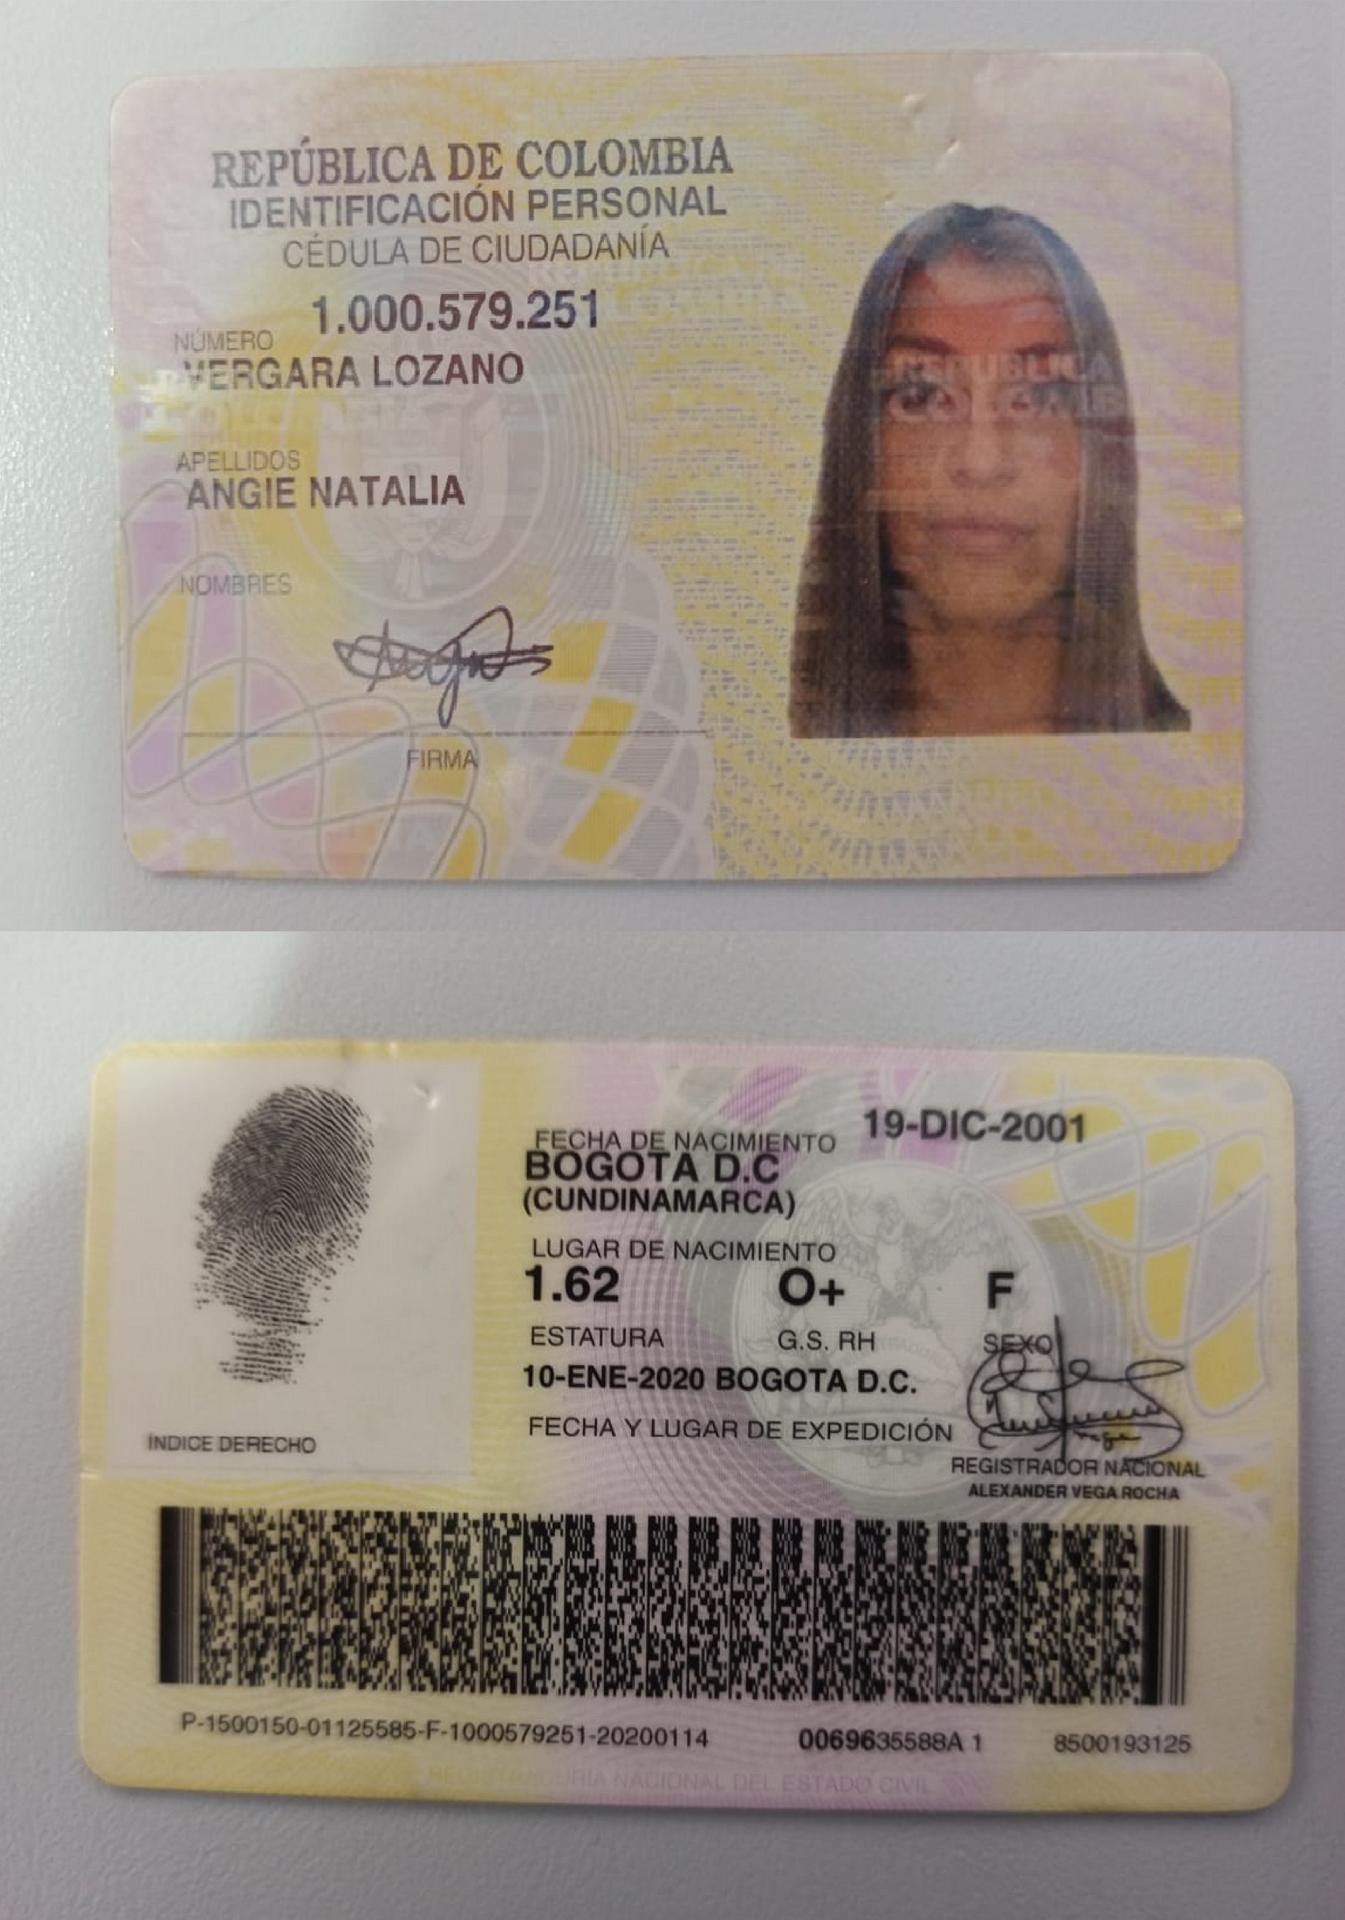 REPÚBLICA DE COLOMBIA
IDENTIFICACIÓN PERSONAL
CÉDULA DE CIUDADANÍA
1.000.579.251
NÚMERO
VERGARA LOZANO
APELLIDOS
ANGIE NATALIA
NOMBRES
FIRMA
19-DIC-2001
FECHA DE NACIMIENTO
BOGOTA D.C
(CUNDINAMARCA)
LUGAR DE NACIMIENTO
1.62 O+ F
ESTATURA G.S. RH SEXO
10-ENE-2020 BOGOTA D.C.
FECHA Y LUGAR DE EXPEDICIÓN
INDICE DERECHO
REGISTRADOR NACIONAL
ALEXANDER VEGA ROCHA
P-1500150-01125585-F-1000579251-20200114 0069635588A 1 8500193125
REGISTRADURIA NACIONAL DEL ESTADO CIVIL